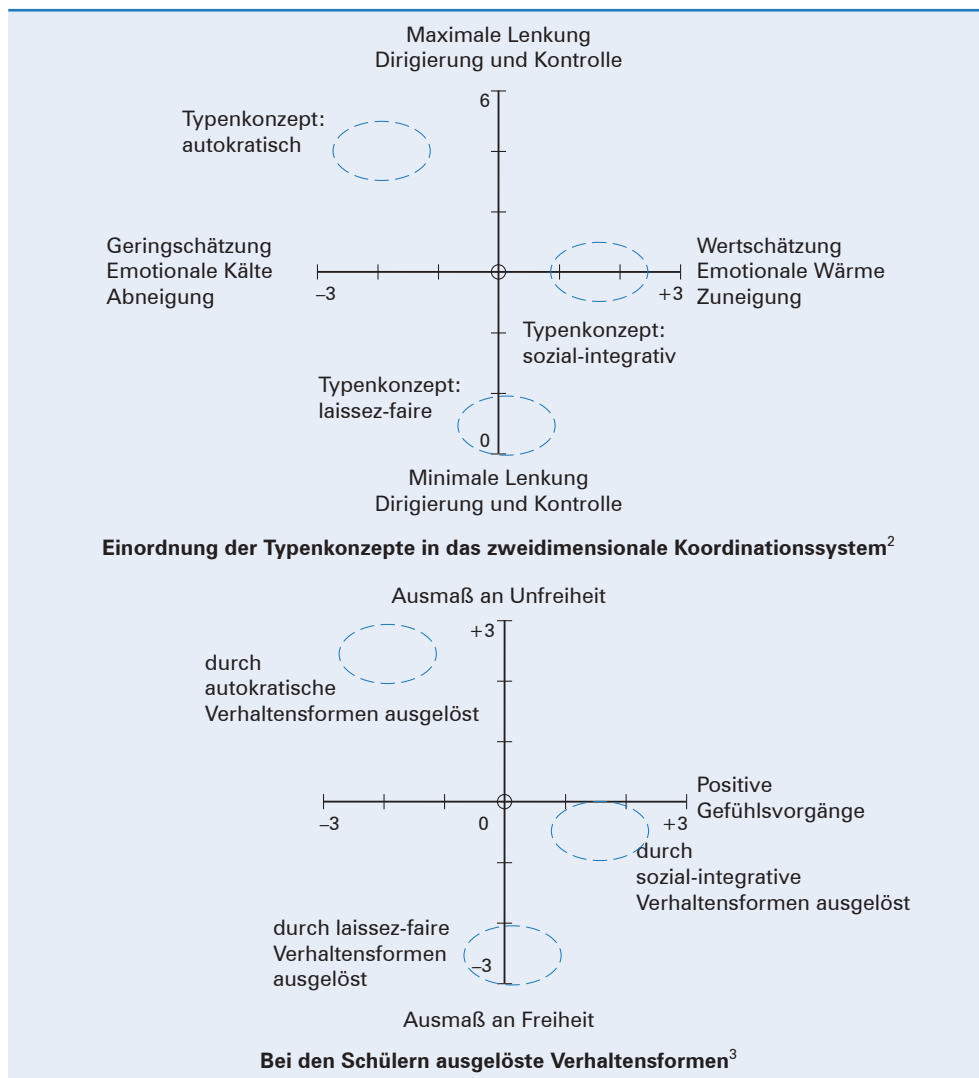 Maximale Lenkung
Dirigierung und Kontrolle
6
Typenkonzept:
autokratisch
Geringschätzung
Emotionale Kälte
Abneigung
–3
Wertschätzung
Emotionale Wärme
Zuneigung
+3
Typenkonzept:
sozial-integrativ
Typenkonzept:
laissez-faire
0
Minimale Lenkung
Dirigierung und Kontrolle
Einordnung der Typenkonzepte in das zweidimensionale Koordinationssystem²
Ausmaß an Unfreiheit
+3
durch
autokratische
Verhaltensformen ausgelöst
Positive
Gefühlsvorgänge
–3
0
+3
durch
sozial-integrative
Verhaltensformen ausgelöst
durch laissez-faire
Verhaltensformen
ausgelöst
–3
Ausmaß an Freiheit
Bei den Schülern ausgelöste Verhaltensformen³